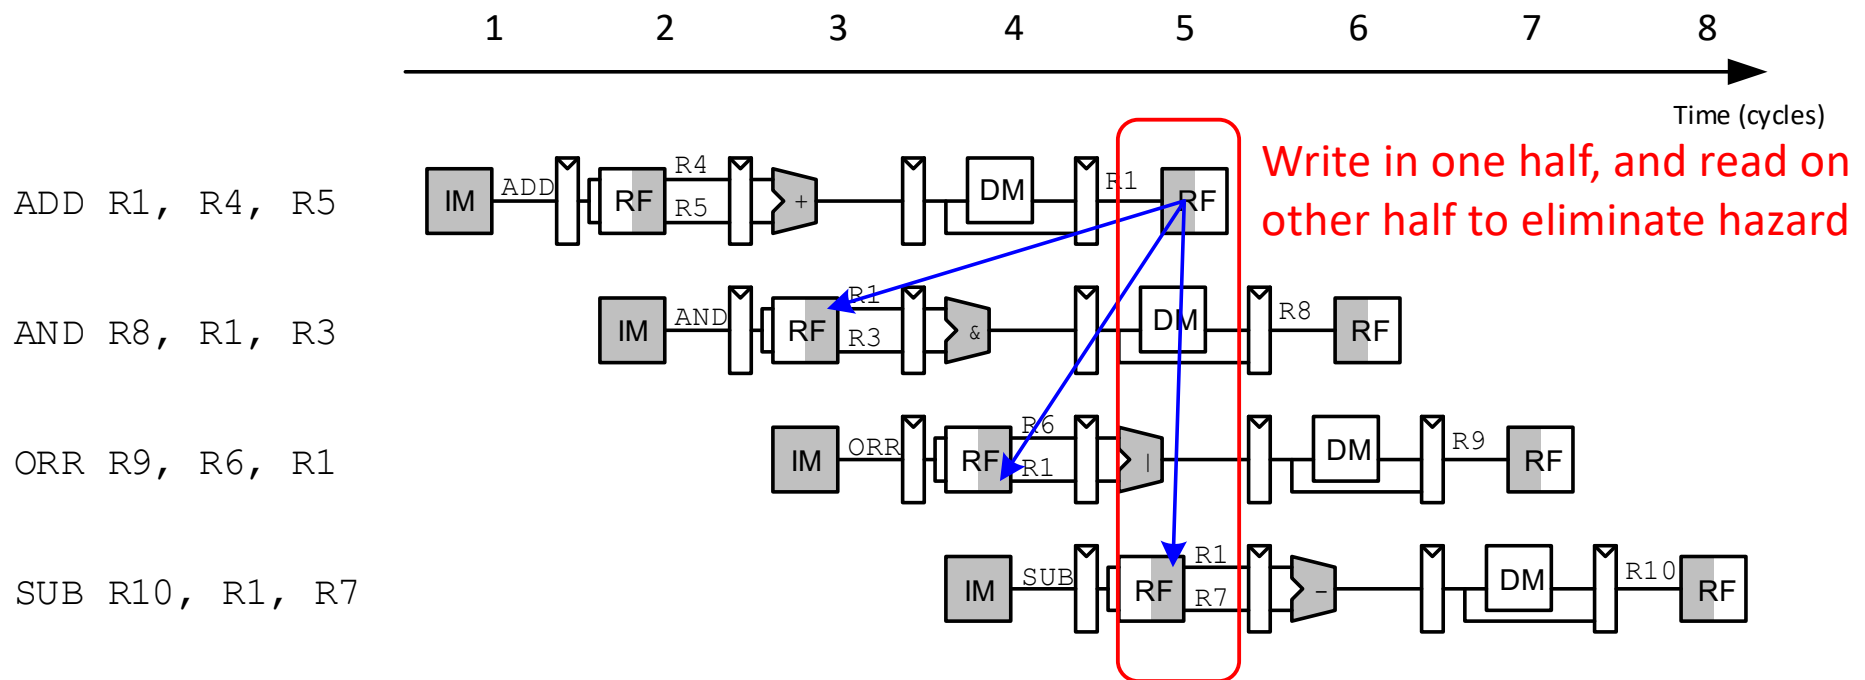 1 2 3 4 5 6 7 8
Time (cycles)
Write in one half, and read on
other half to eliminate hazard
ADD R1, R4, R5 IM ADD RF R4 R5 + DM R1 RF
AND R8, R1, R3 IM AND RF R1 R3 & DM R8 RF
ORR R9, R6, R1 IM ORR RF R6 R1 | DM R9 RF
SUB R10, R1, R7 IM SUB RF R1 R7 - DM R10 RF